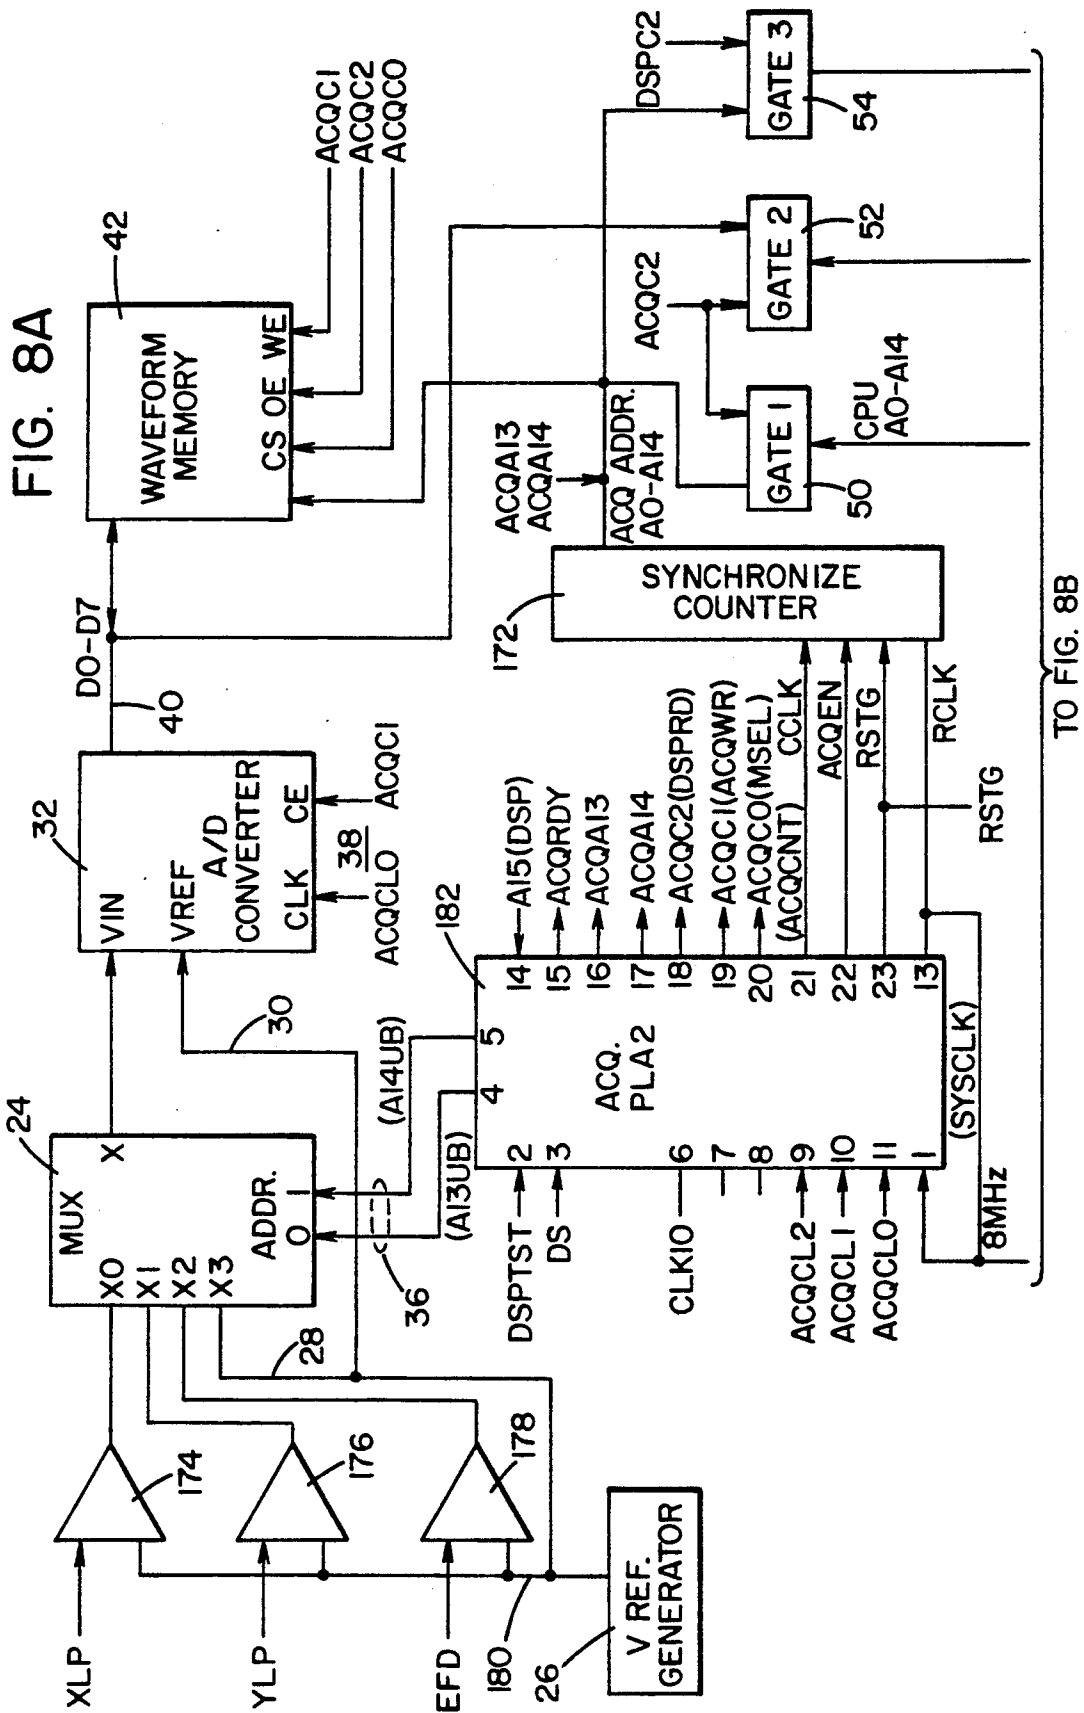 FIG. 8A
XLP
YLP
EFD
174
176
178
180
26
V REF.
GENERATOR
24
MUX
X0
X1
X2
X3
X
ADDR.
0 1
28
30
36
(A13UB)
(A14UB)
32
VIN
VREF
A/D
CONVERTER
CLK CE
38
ACQCLO
ACQC1
40
D0-D7
42
WAVEFORM
MEMORY
CS OE WE
ACQC1
ACQC2
ACQC0
182
ACQ.
PLA2
4 5
DSPTST 2
DS 3
CLK10 6
7
8
ACQCL2 9
ACQCL1 10
ACQCLO 11
1
8MHz
(SYSCLK)
14 A15(DSP)
15 ACQRDY
16 ACQA13
17 ACQA14
18 ACQC2(DSPRD)
19 ACQC1(ACQWR)
20 ACQC0(MSEL)
21 (ACQCNT) CCLK
22 ACQEN
23 RSTG
13 RCLK
RSTG
172
SYNCHRONIZE
COUNTER
ACQA13
ACQA14
ACQ ADDR.
A0-A14
ACQC2
DSPC2
GATE 1
50
GATE 2
52
GATE 3
54
CPU
A0-A14
TO FIG. 8B